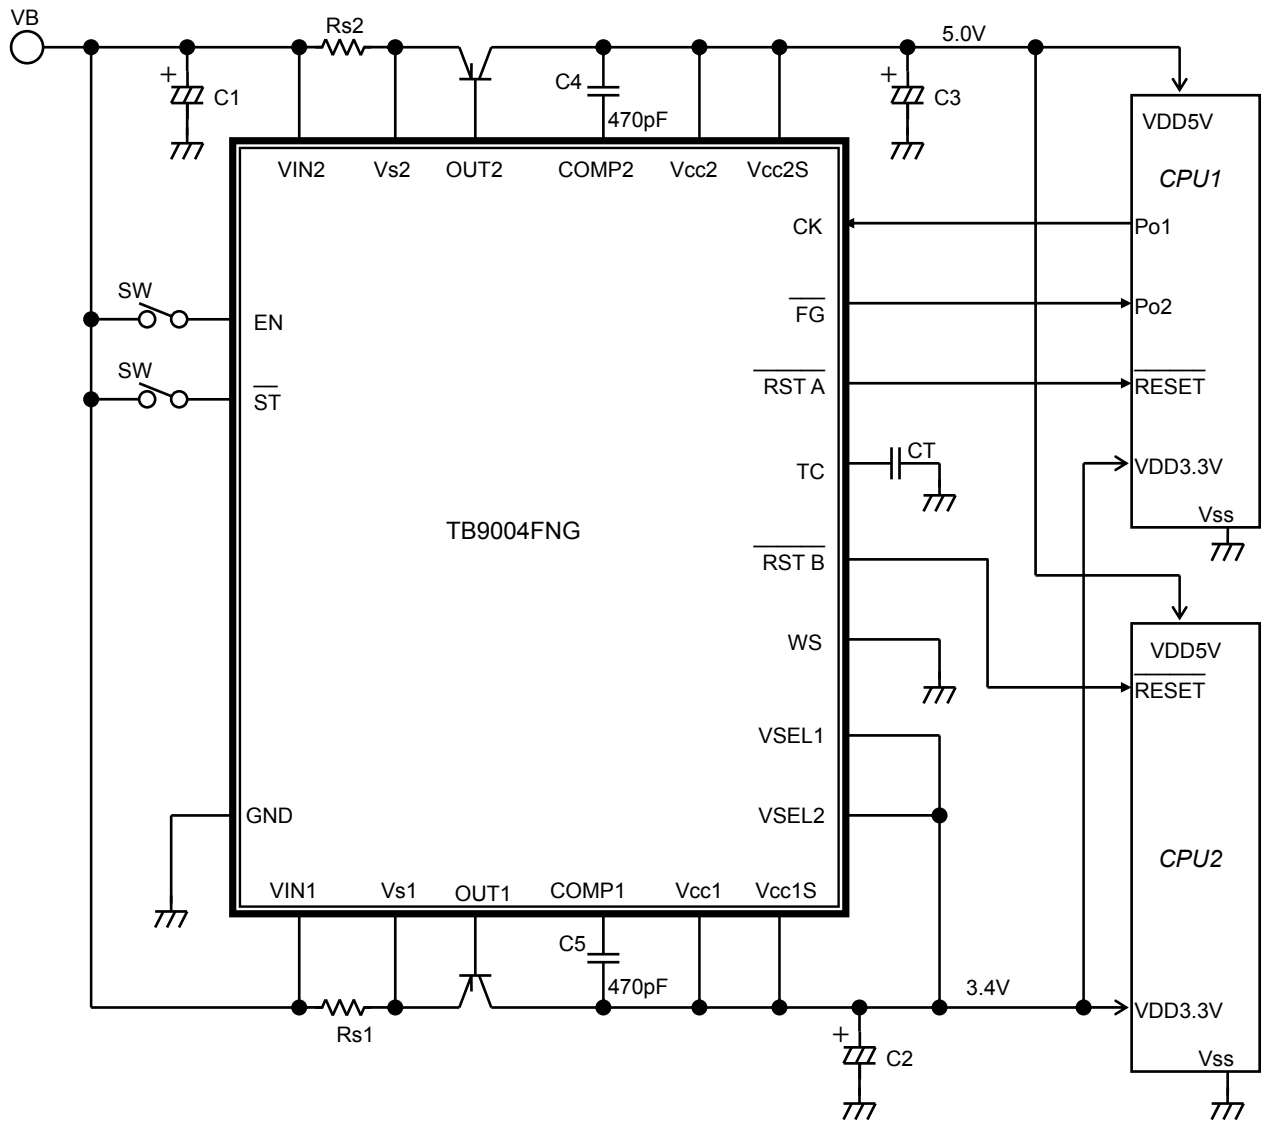 VB
Rs2
5.0V
+
C1
C4
470pF
+
C3
VDD5V
CPU1
VIN2
Vs2
OUT2
COMP2
Vcc2
Vcc2S
CK
Po1
SW
EN
FG
Po2
SW
ST
RST A
RESET
TC
CT
VDD3.3V
Vss
TB9004FNG
RST B
WS
VDD5V
RESET
VSEL1
GND
VSEL2
CPU2
VIN1
Vs1
OUT1
COMP1
Vcc1
Vcc1S
C5
470pF
3.4V
VDD3.3V
Rs1
+
C2
Vss